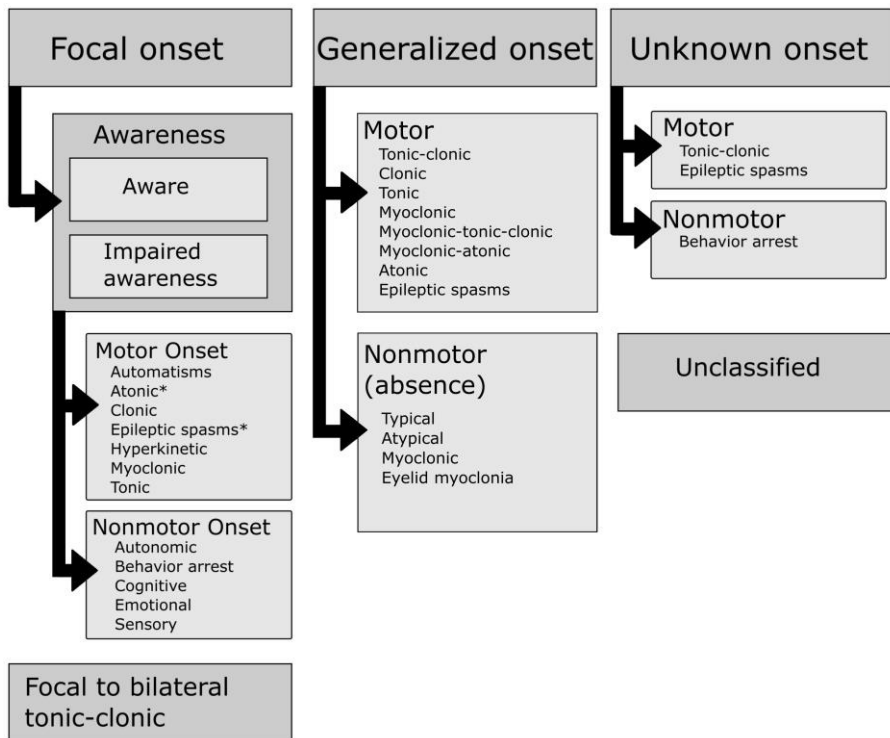 Focal onset
Awareness
Aware
Impaired
awareness
Motor Onset
Automatisms
Atonic*
Clonic
Epileptic spasms*
Hyperkinetic
Myoclonic
Tonic
Nonmotor Onset
Autonomic
Behavior arrest
Cognitive
Emotional
Sensory
Focal to bilateral
tonic-clonic
Generalized onset
Motor
Tonic-clonic
Clonic
Tonic
Myoclonic
Myoclonic-tonic-clonic
Myoclonic-atonic
Atonic
Epileptic spasms
Nonmotor
(absence)
Typical
Atypical
Myoclonic
Eyelid myoclonia
Unknown onset
Motor
Tonic-clonic
Epileptic spasms
Nonmotor
Behavior arrest
Unclassified